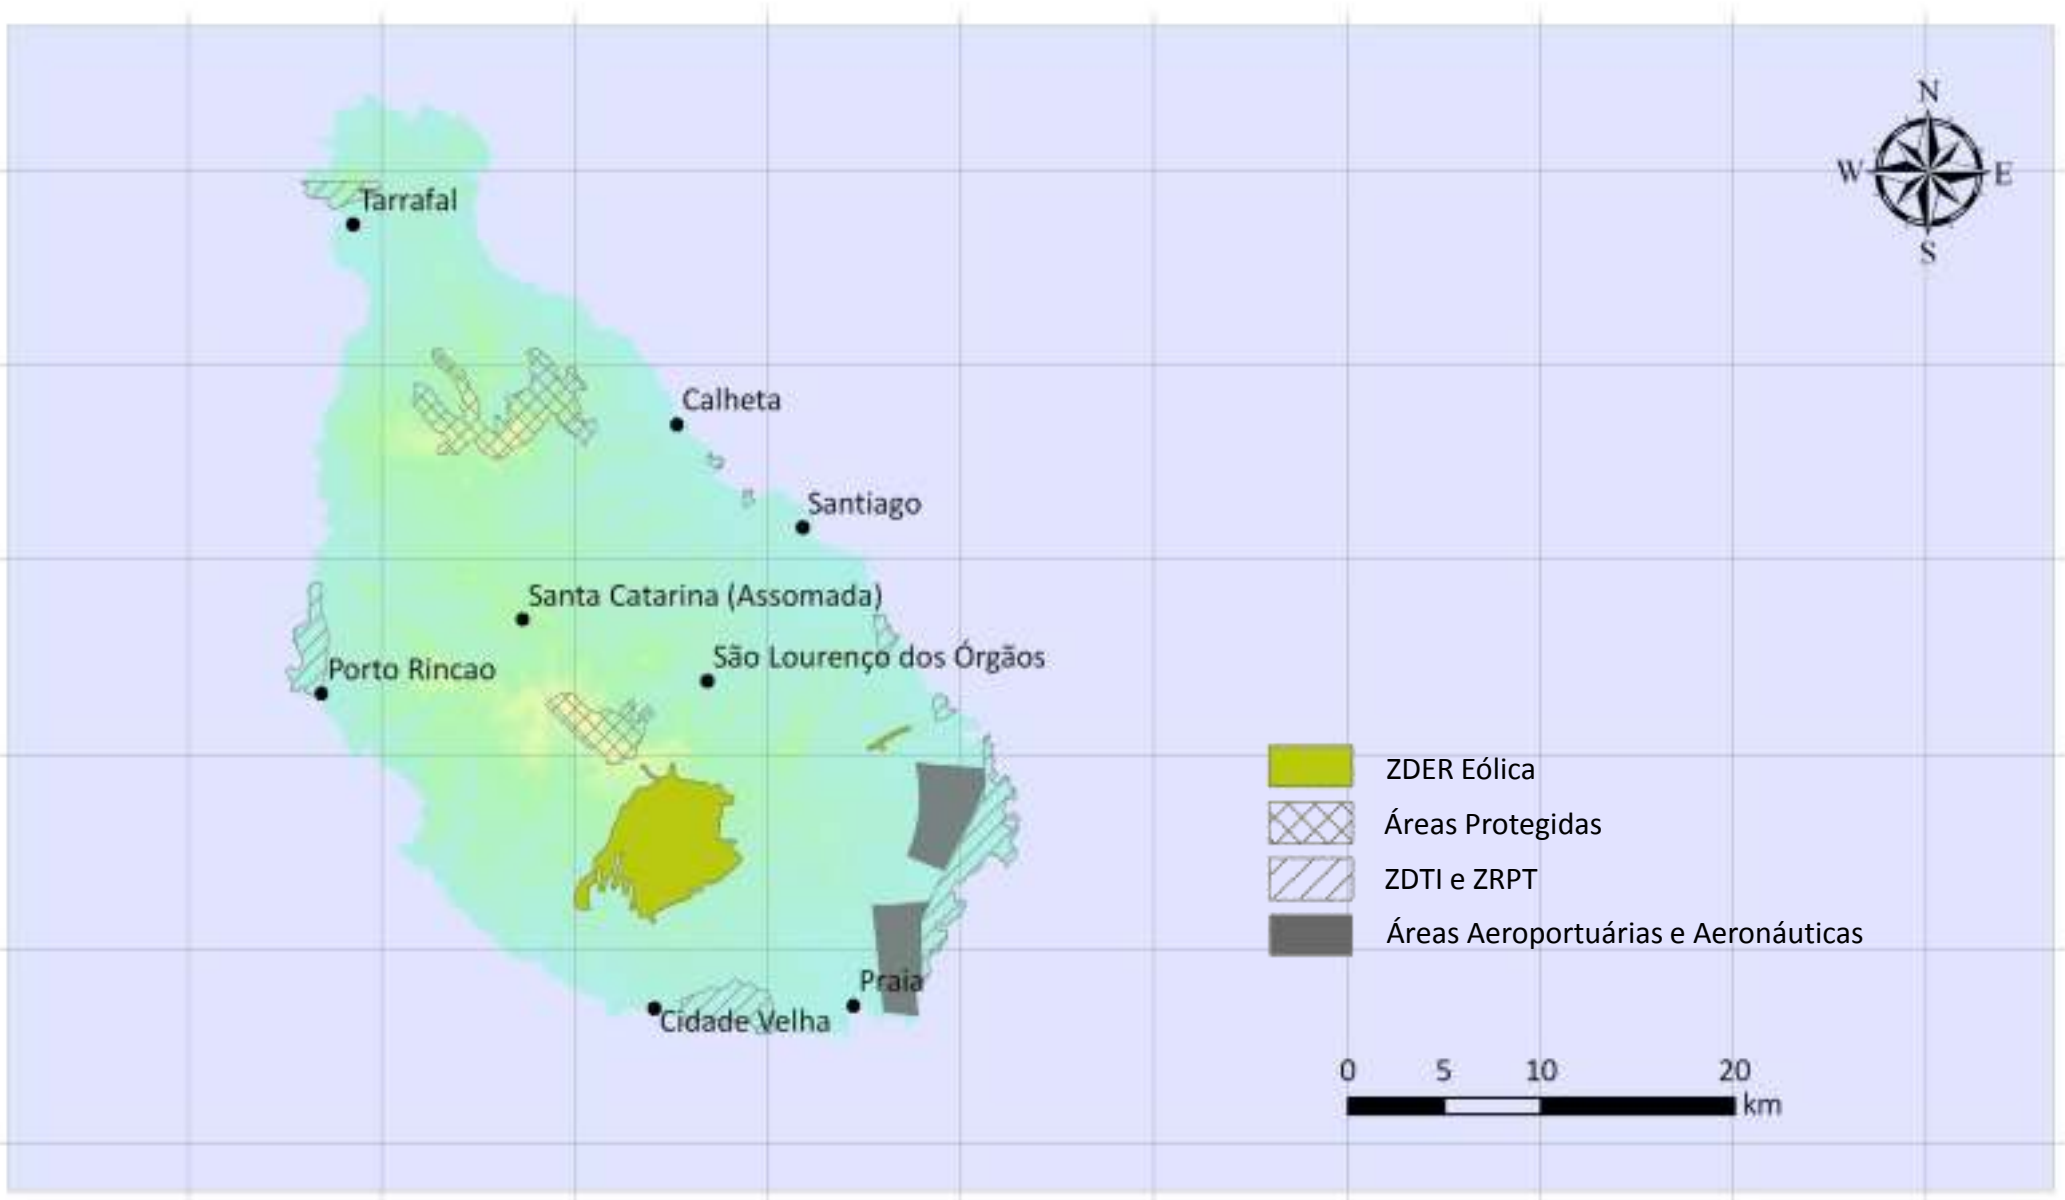 N
W
E
S
Tarrafal
Calheta
Santiago
Santa Catarina (Assomada)
São Lourenço dos Órgãos
Porto Rincao
ZDER Eólica
Áreas Protegidas
ZDTI e ZRPT
Áreas Aeroportuárias e Aeronáuticas
Praia
Cidade Velha
0 5 10 20
km